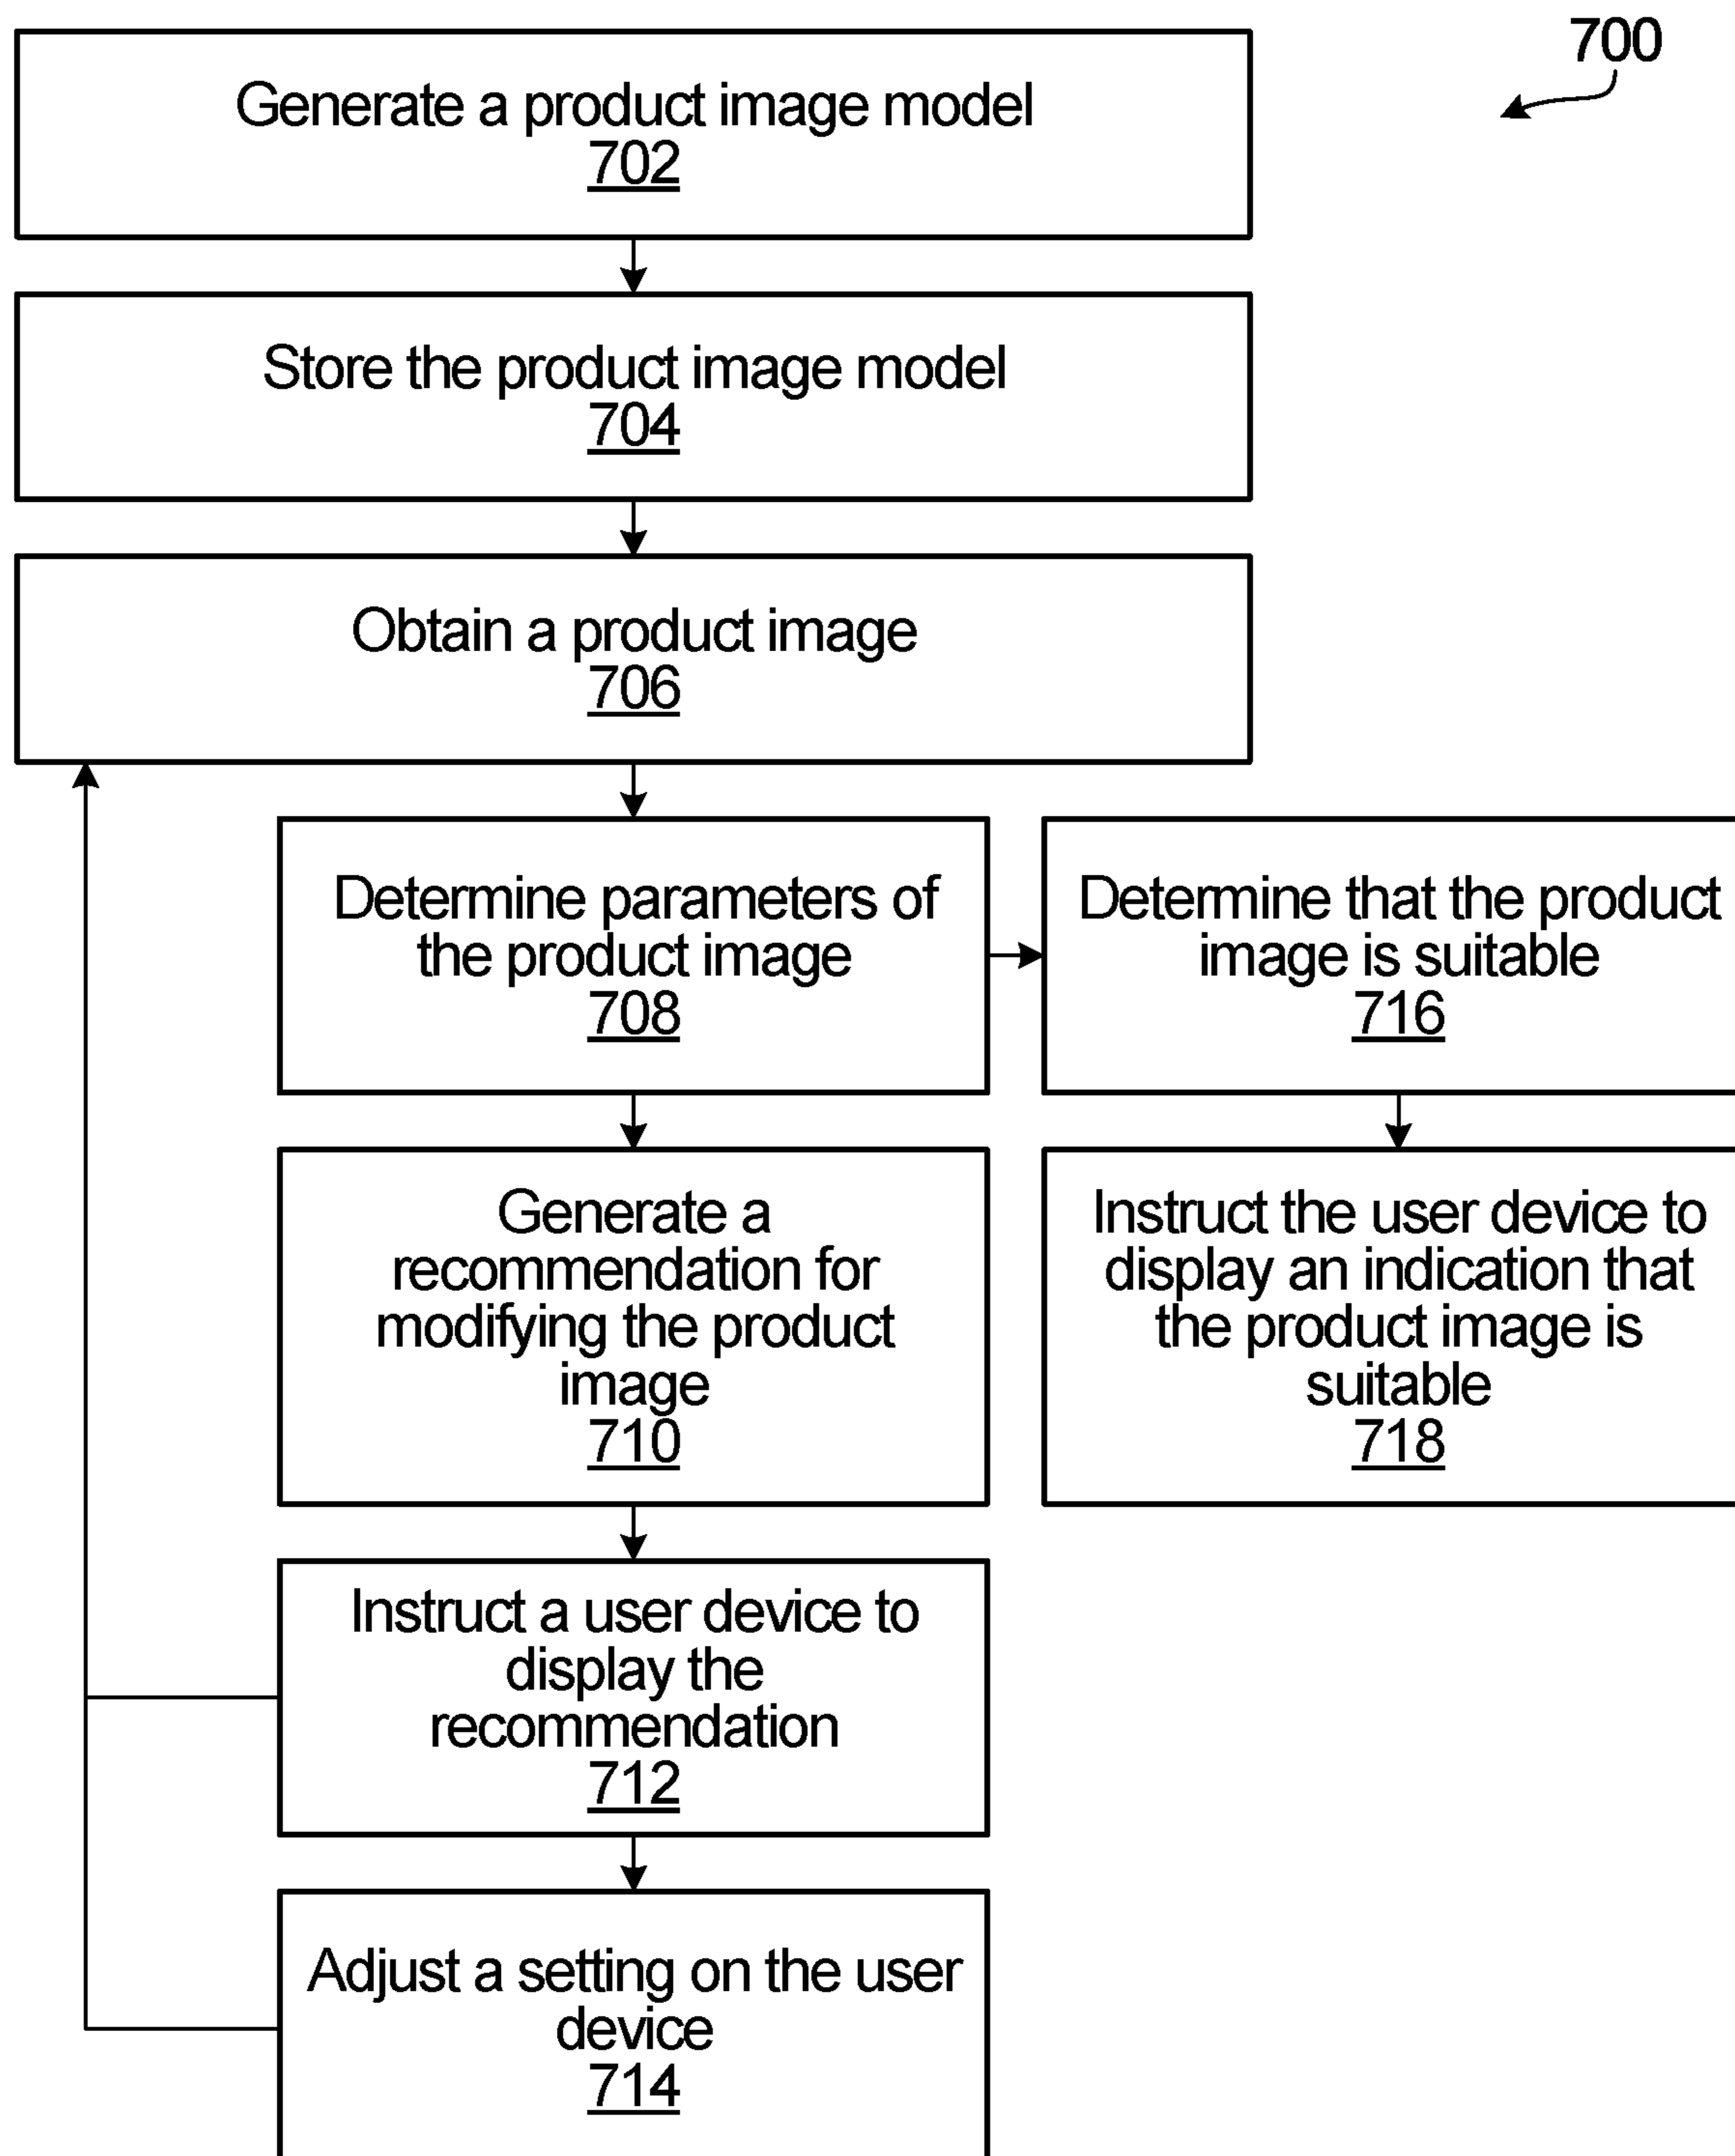 700
Generate a product image model
702
Store the product image model
704
Obtain a product image
706
Determine parameters of
the product image
708
Determine that the product
image is suitable
716
Generate a
recommendation for
modifying the product
image
710
Instruct the user device to
display an indication that
the product image is
suitable
718
Instruct a user device to
display the
recommendation
712
Adjust a setting on the user
device
714